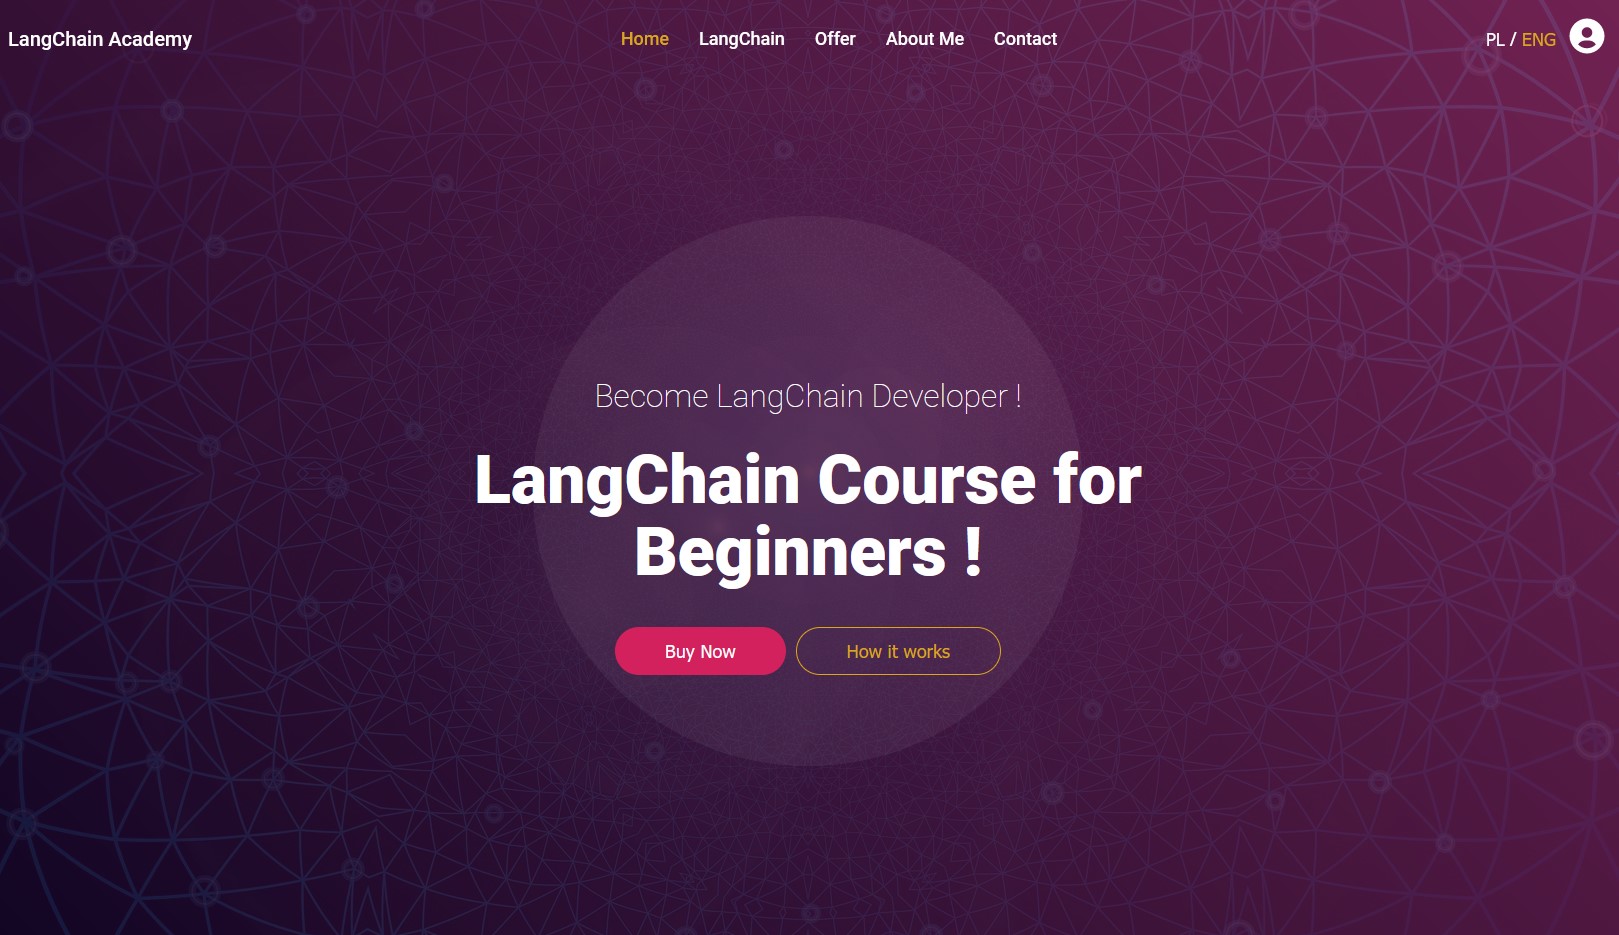 LangChain Academy
Home LangChain Offer About Me Contact
PL / ENG
Become LangChain Developer !
LangChain Course for
Beginners !
Buy Now
How it works